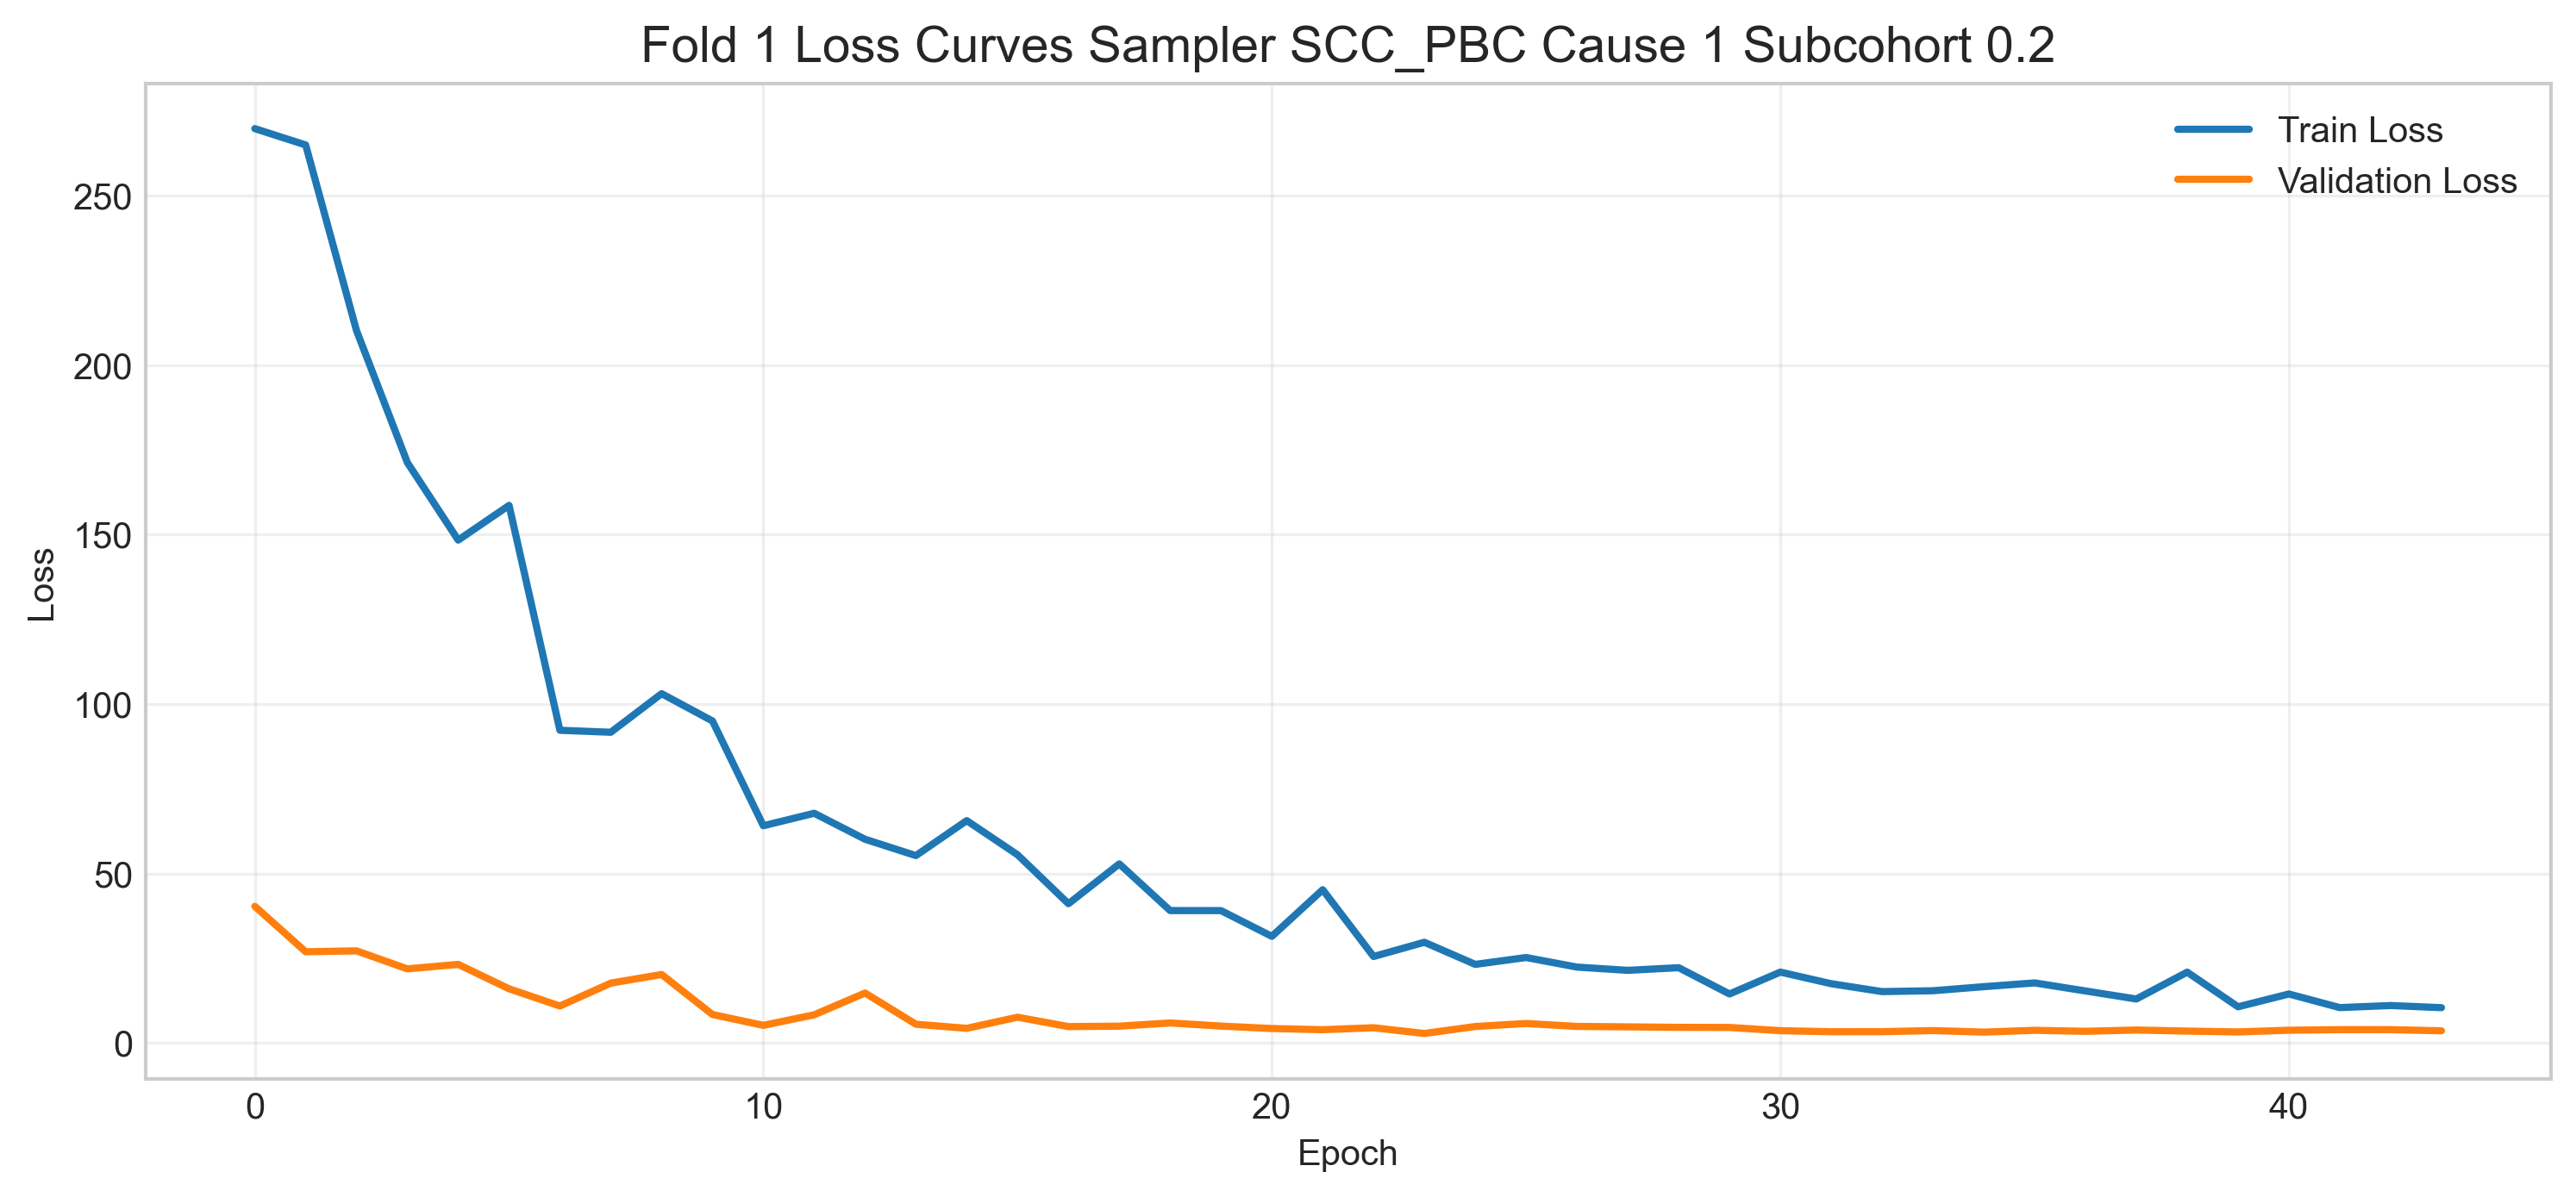 Fold 1 Loss Curves Sampler SCC_PBC Cause 1 Subcohort 0.2
Train Loss
Validation Loss
250
200
150
100
50
0
Loss
0 10 20 30 40
Epoch